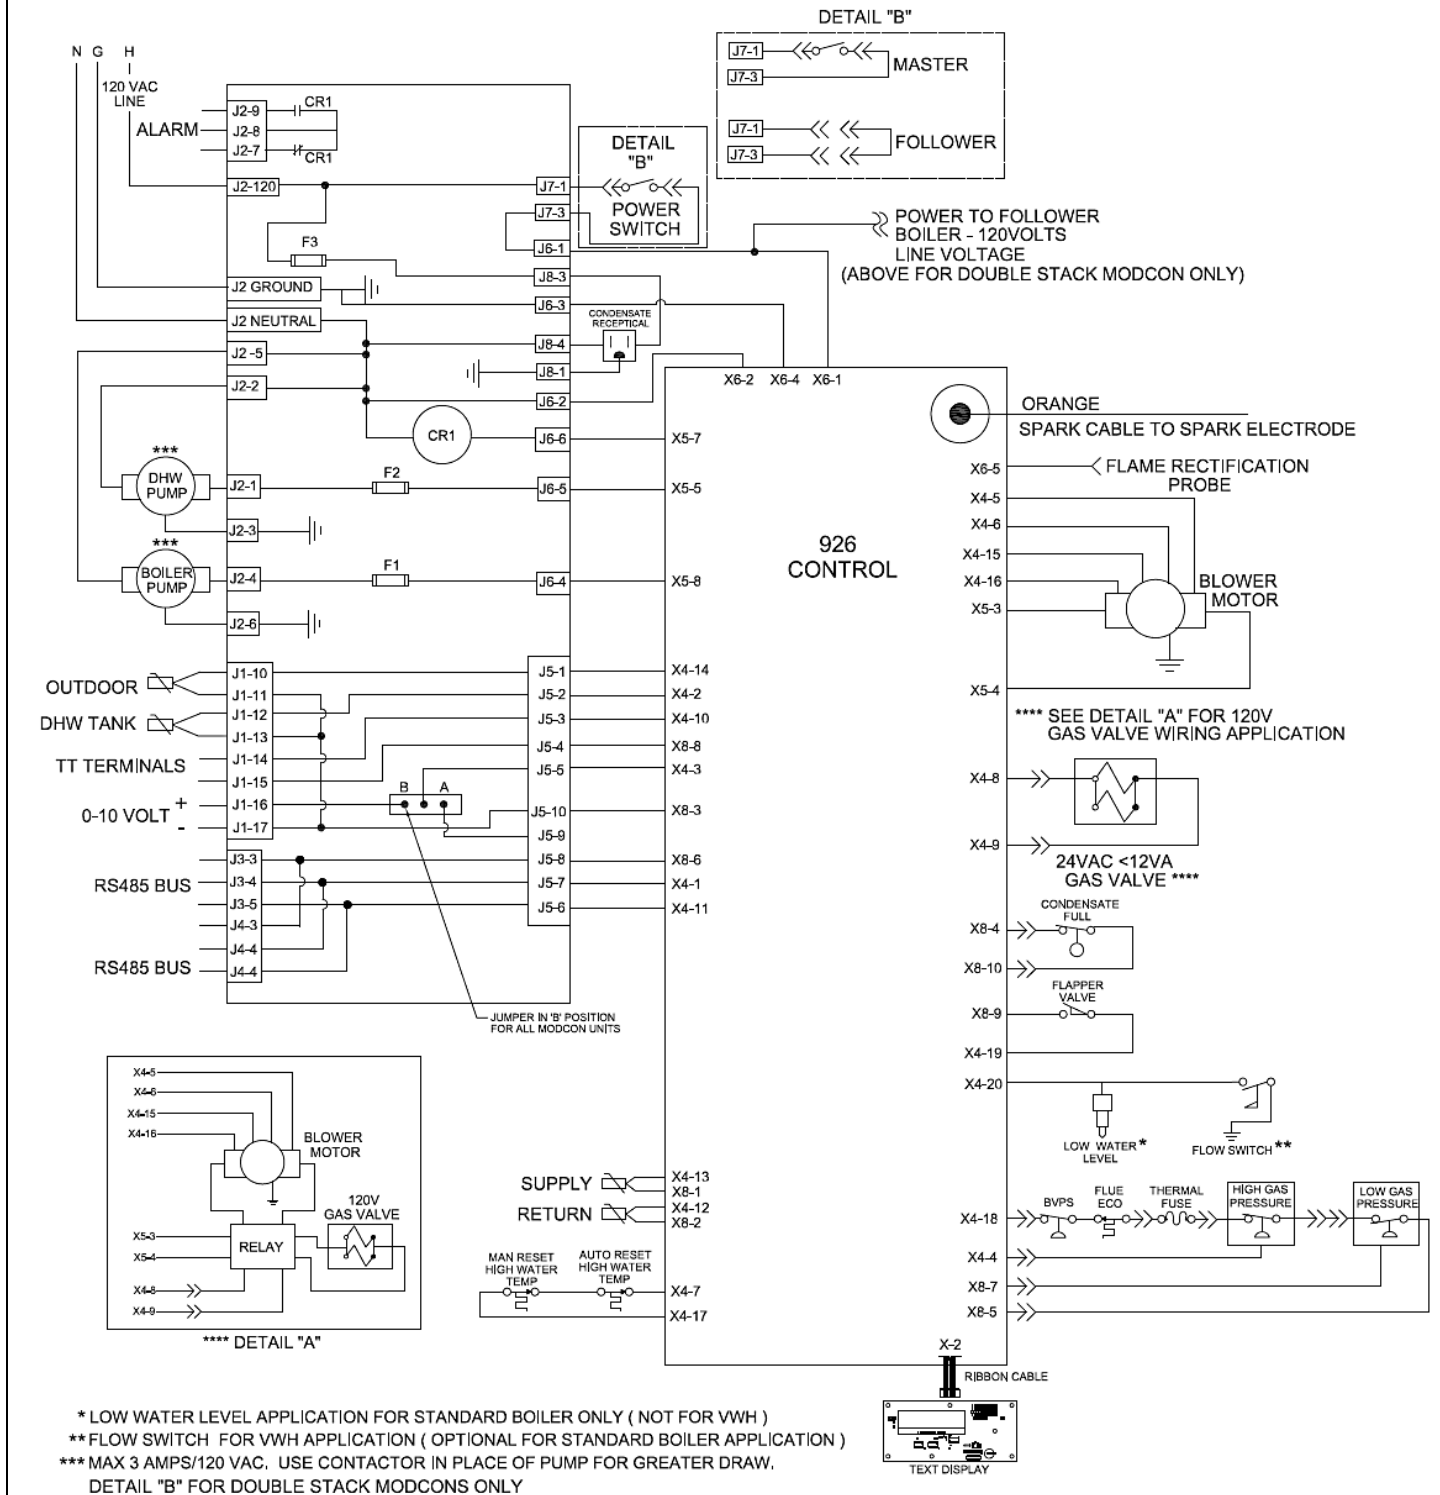 DETAIL "B"
N G H
120 VAC
LINE
J7-1
MASTER
J7-3
J7-1
FOLLOWER
J7-3
ALARM
J2-9
CR1
J2-8
J2-7
CR1
DETAIL
"B"
J2-120
J7-1
J7-3
POWER
SWITCH
J6-1
POWER TO FOLLOWER
BOILER - 120VOLTS
LINE VOLTAGE
(ABOVE FOR DOUBLE STACK MODCON ONLY)
F3
J8-3
J2 GROUND
J6-3
CONDENSATE
RECEPTICAL
J2 NEUTRAL
J8-4
J2 -5
J8-1
J2-2
J6-2
CR1
J6-6
X6-2 X6-4 X6-1
ORANGE
SPARK CABLE TO SPARK ELECTRODE
X5-7
***
DHW
PUMP
J2-1
F2
J6-5
X5-5
J2-3
***
BOILER
PUMP
J2-4
F1
J6-4
X5-8
J2-6
926
CONTROL
X6-5
FLAME RECTIFICATION
PROBE
X4-5
X4-6
X4-15
X4-16
X5-3
BLOWER
MOTOR
X5-4
**** SEE DETAIL "A" FOR 120V
GAS VALVE WIRING APPLICATION
OUTDOOR
J1-10
J1-11
DHW TANK
J1-12
J1-13
TT TERMINALS
J1-14
J1-15
0-10 VOLT
+
-
J1-16
J1-17
B A
J5-1
J5-2
J5-3
J5-4
J5-5
J5-10
J5-9
J5-8
J5-7
J5-6
X4-14
X4-2
X4-10
X8-8
X4-3
X8-3
X8-6
X4-1
X4-11
RS485 BUS
J3-3
J3-4
J3-5
J4-3
RS485 BUS
J4-4
J4-4
JUMPER IN 'B' POSITION
FOR ALL MODCON UNITS
X4-8
X4-9
24VAC <12VA
GAS VALVE ****
CONDENSATE
FULL
X8-4
X8-10
FLAPPER
VALVE
X8-9
X4-19
X4-20
LOW WATER *
LEVEL
FLOW SWITCH **
X4-5
X4-6
X4-15
X4-16
BLOWER
MOTOR
120V
GAS VALVE
X5-3
X5-4
RELAY
X4-8
X4-9
**** DETAIL "A"
SUPPLY
X4-13
X8-1
RETURN
X4-12
X8-2
MAN RESET
HIGH WATER
TEMP
AUTO RESET
HIGH WATER
TEMP
X4-7
X4-17
X4-18
BVPS
FLUE
ECO
THERMAL
FUSE
HIGH GAS
PRESSURE
LOW GAS
PRESSURE
X4-4
X8-7
X8-5
X-2
RIBBON CABLE
TEXT DISPLAY
* LOW WATER LEVEL APPLICATION FOR STANDARD BOILER ONLY ( NOT FOR VWH )
** FLOW SWITCH FOR VWH APPLICATION ( OPTIONAL FOR STANDARD BOILER APPLICATION )
*** MAX 3 AMPS/120 VAC. USE CONTACTOR IN PLACE OF PUMP FOR GREATER DRAW.
DETAIL "B" FOR DOUBLE STACK MODCONS ONLY